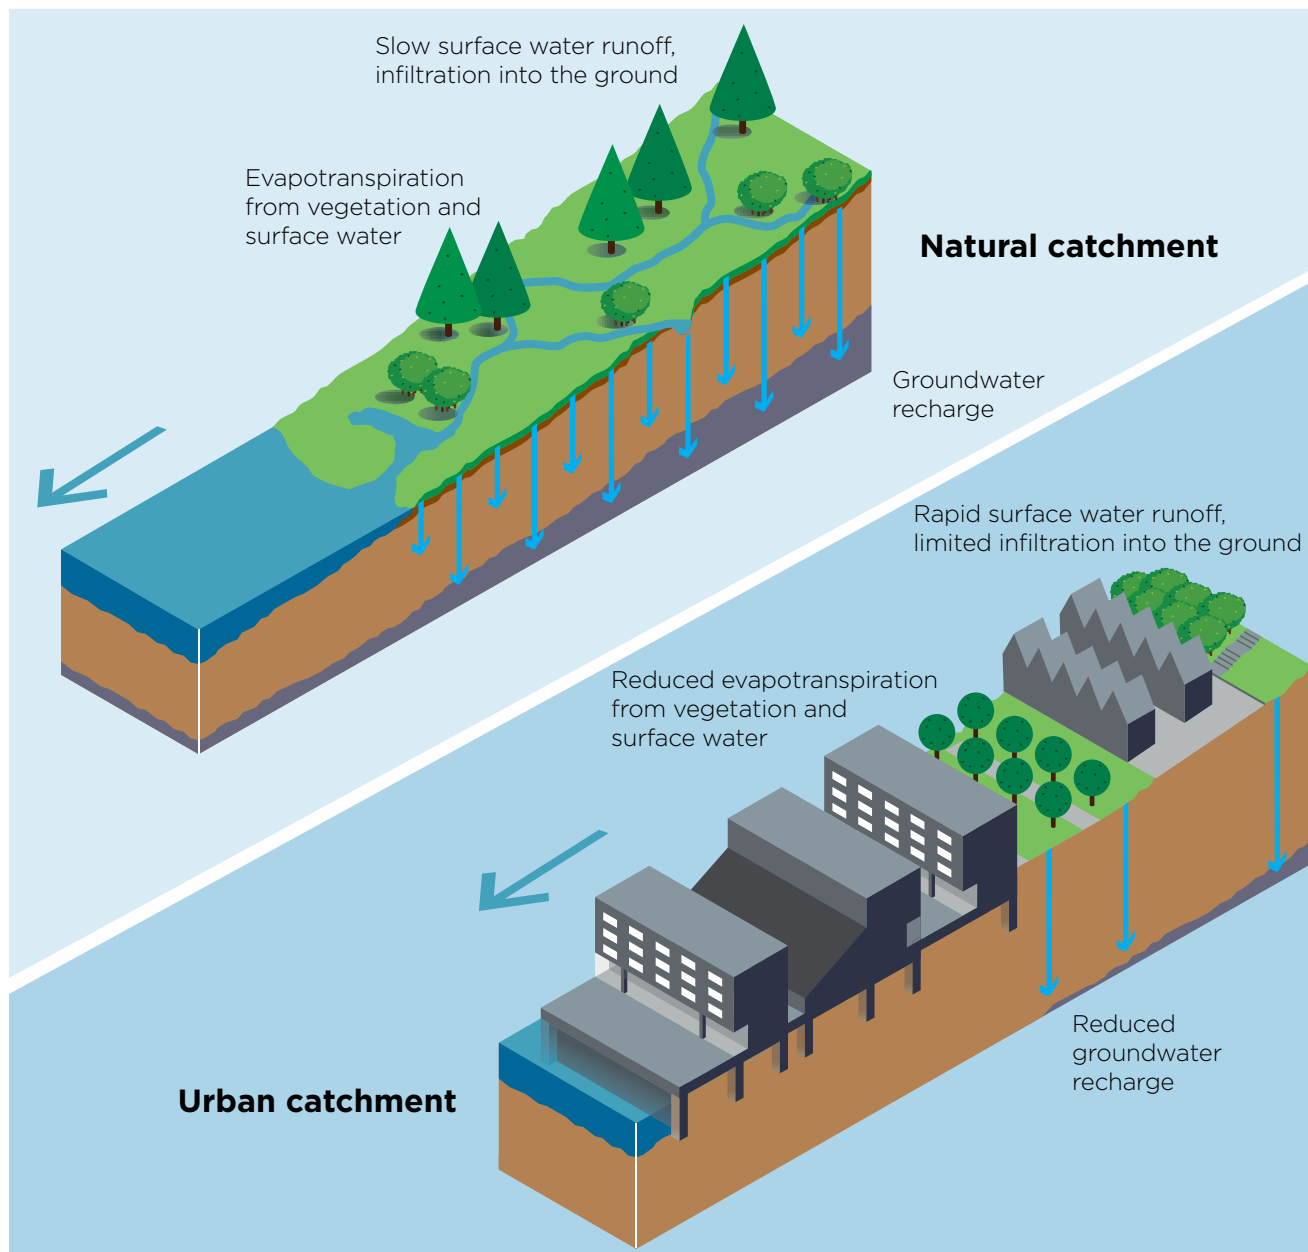 Slow surface water runoff,
infiltration into the ground
Evapotranspiration
from vegetation and
surface water
Natural catchment
Groundwater
recharge
Rapid surface water runoff,
limited infiltration into the ground
Reduced evapotranspiration
from vegetation and
surface water
Reduced
groundwater
recharge
Urban catchment